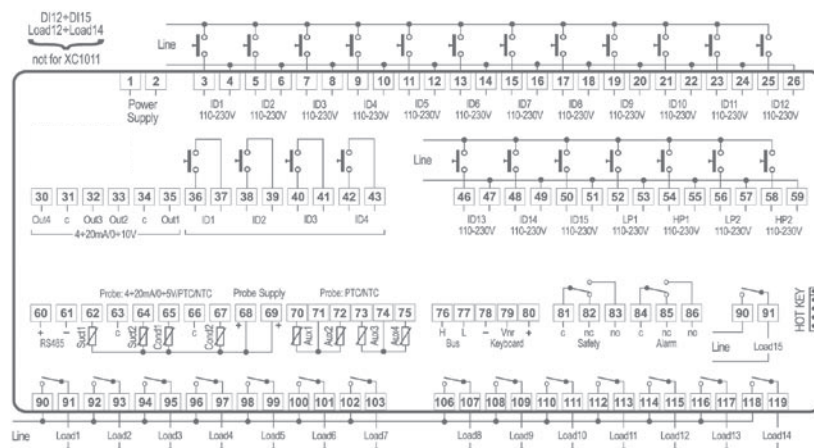 DI12+DI15
Load12+Load14
not for XC1011
Line
1 2 3 4 5 6 7 8 9 10 11 12 13 14 15 16 17 18 19 20 21 22 23 24 25 26
Power Supply ID1 ID2 ID3 ID4 ID5 ID6 ID7 ID8 ID9 ID10 ID11 ID12
110-230V 110-230V 110-230V 110-230V 110-230V 110-230V 110-230V 110-230V 110-230V 110-230V 110-230V 110-230V
Line
30 31 32 33 34 35 36 37 38 39 40 41 42 43 46 47 48 49 50 51 52 53 54 55 56 57 58 59
Out4 c Out3 Out2 c Out1 ID1 ID2 ID3 ID4 ID13 ID14 ID15 LP1 HP1 LP2 HP2
4÷20mA/0÷10V 110-230V 110-230V 110-230V 110-230V 110-230V 110-230V 110-230V
Probe: 4÷20mA/0÷5V/PTC/NTC Probe Supply Probe: PTC/NTC
60 61 62 63 64 65 66 67 68 69 70 71 72 73 74 75 76 77 78 79 80 81 82 83 84 85 86 90 91
+ − Suct1 c Suct2 Cond1 c Cond2 + + Aux1 Aux2 Aux3 Aux4 H L − Vnr + c nc no c nc no
RS485 Bus Keyboard Safety Alarm Line Load15
HOT KEY
90 91 92 93 94 95 96 97 98 99 100 101 102 103 106 107 108 109 110 111 112 113 114 115 116 117 118 119
Line Load1 Load2 Load3 Load4 Load5 Load6 Load7 Load8 Load9 Load10 Load11 Load12 Load13 Load14